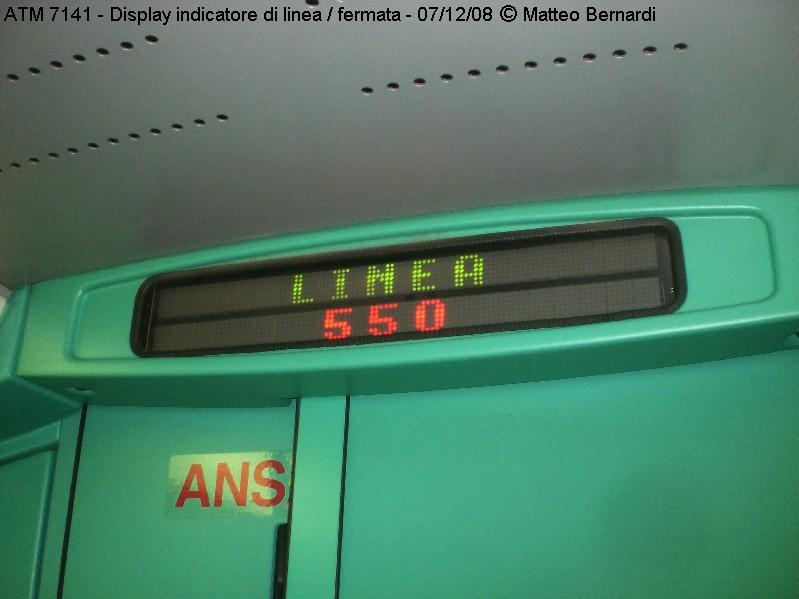 ATM 7141 - Display indicatore di linea / fermata - 07/12/08 © Matteo Bernardi
LINEA
550
ANS